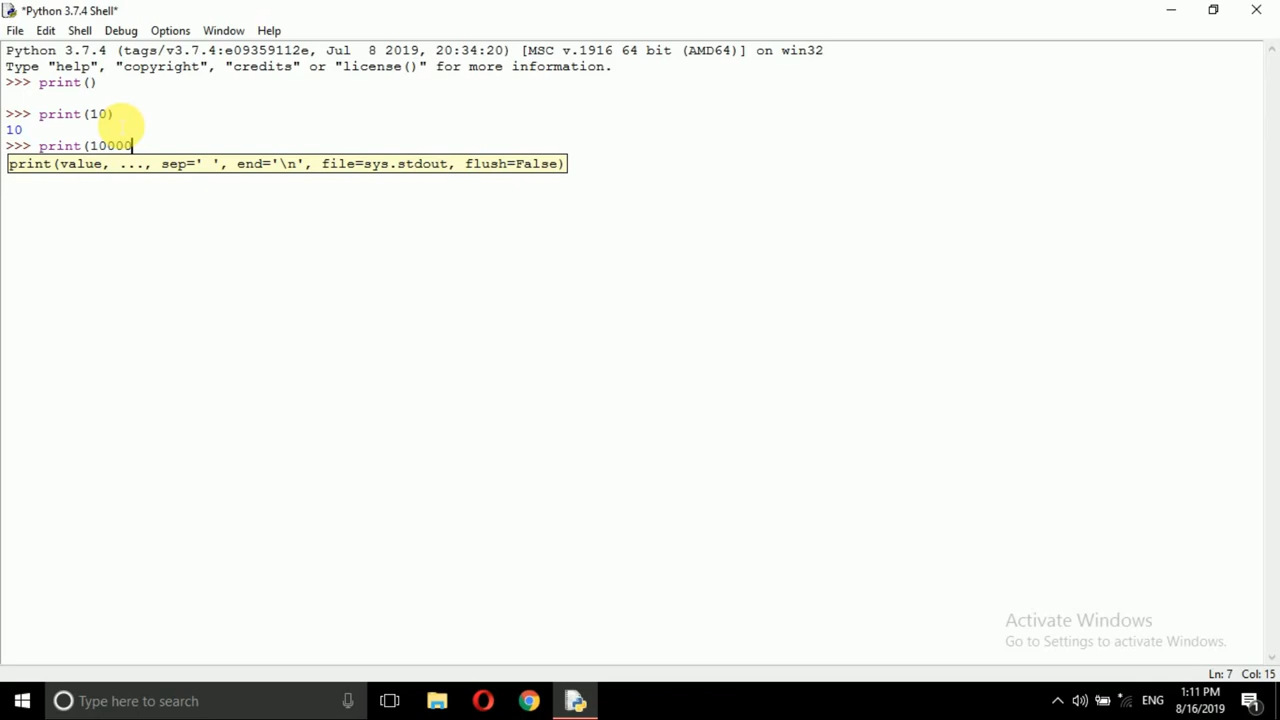 *Python 3.7.4 Shell*
File Edit Shell Debug Options Window Help
Python 3.7.4 (tags/v3.7.4:e09359112e, Jul  8 2019, 20:34:20) [MSC v.1916 64 bit (AMD64)] on win32
Type "help", "copyright", "credits" or "license()" for more information.
>>> print()
>>> print(10)
10
>>> print(10000
print(value, ..., sep=' ', end='\n', file=sys.stdout, flush=False)
Activate Windows
Go to Settings to activate Windows.
Ln: 7 Col: 15
Type here to search
ENG
1:11 PM
8/16/2019
1